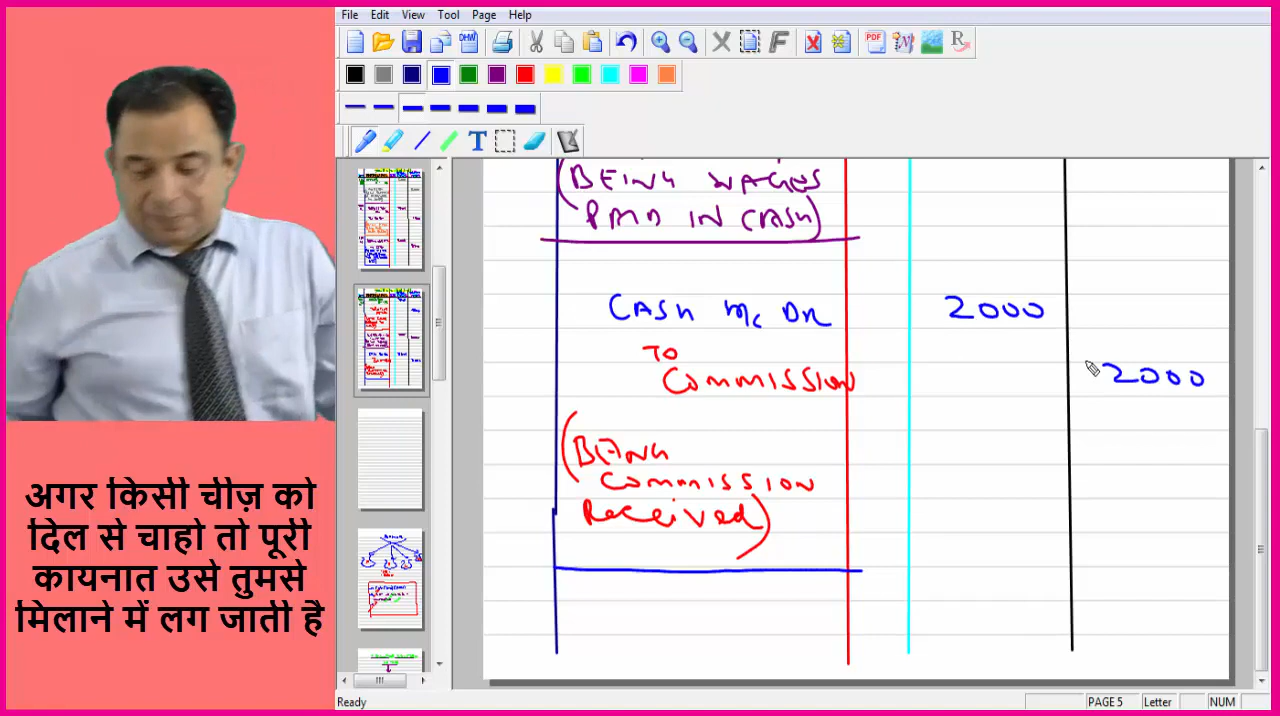 File Edit View Tool Page Help
(BEING WAGES
PAID IN CASH)
CASH A/c DR 2000
TO
COMMISSION 2000
(BEING
COMMISSION
Received)
अगर किसी चीज़ को
दिल से चाहो तो पूरी
कायनात उसे तुमसे
मिलाने में लग जाती है
Ready PAGE 5 Letter NUM